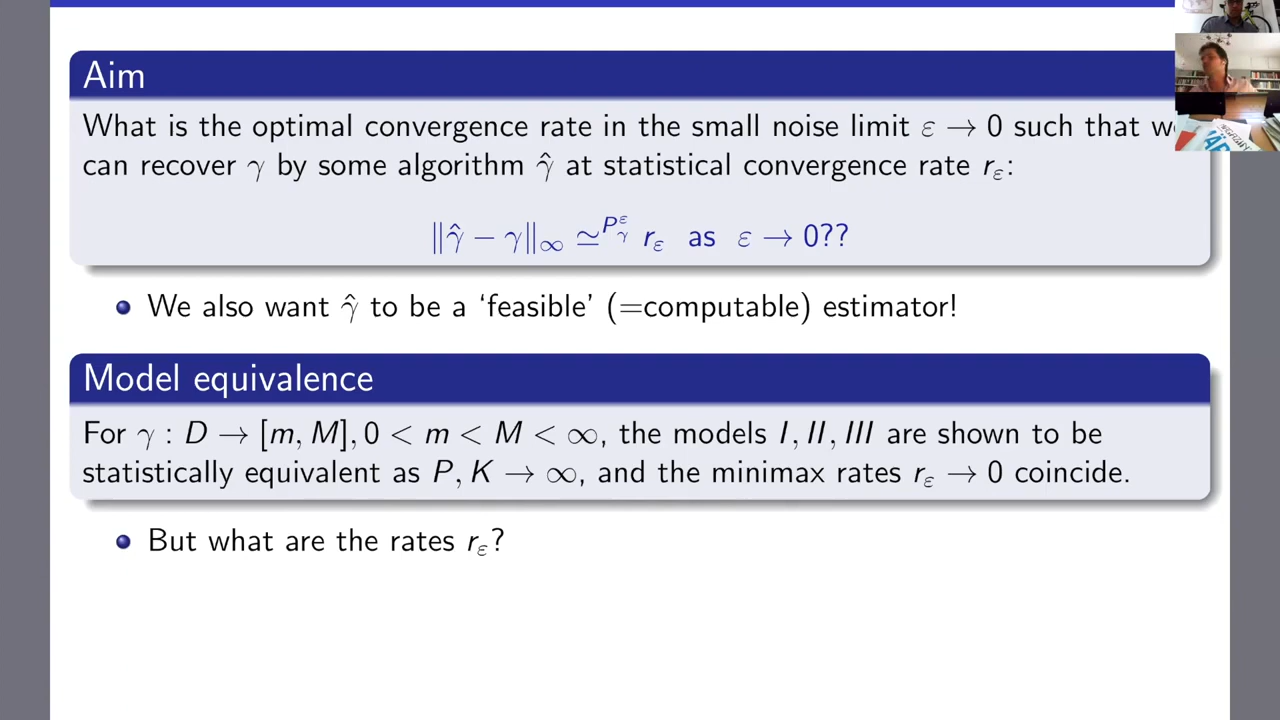 Aim
What is the optimal convergence rate in the small noise limit ε → 0 such that we
can recover γ by some algorithm γ̂ at statistical convergence rate r_ε:
‖γ̂ − γ‖_∞ ≃^{P_γ^ε} r_ε as ε → 0??
We also want γ̂ to be a ‘feasible’ (=computable) estimator!
Model equivalence
For γ : D → [m, M], 0 < m < M < ∞, the models I, II, III are shown to be
statistically equivalent as P, K → ∞, and the minimax rates r_ε → 0 coincide.
But what are the rates r_ε?